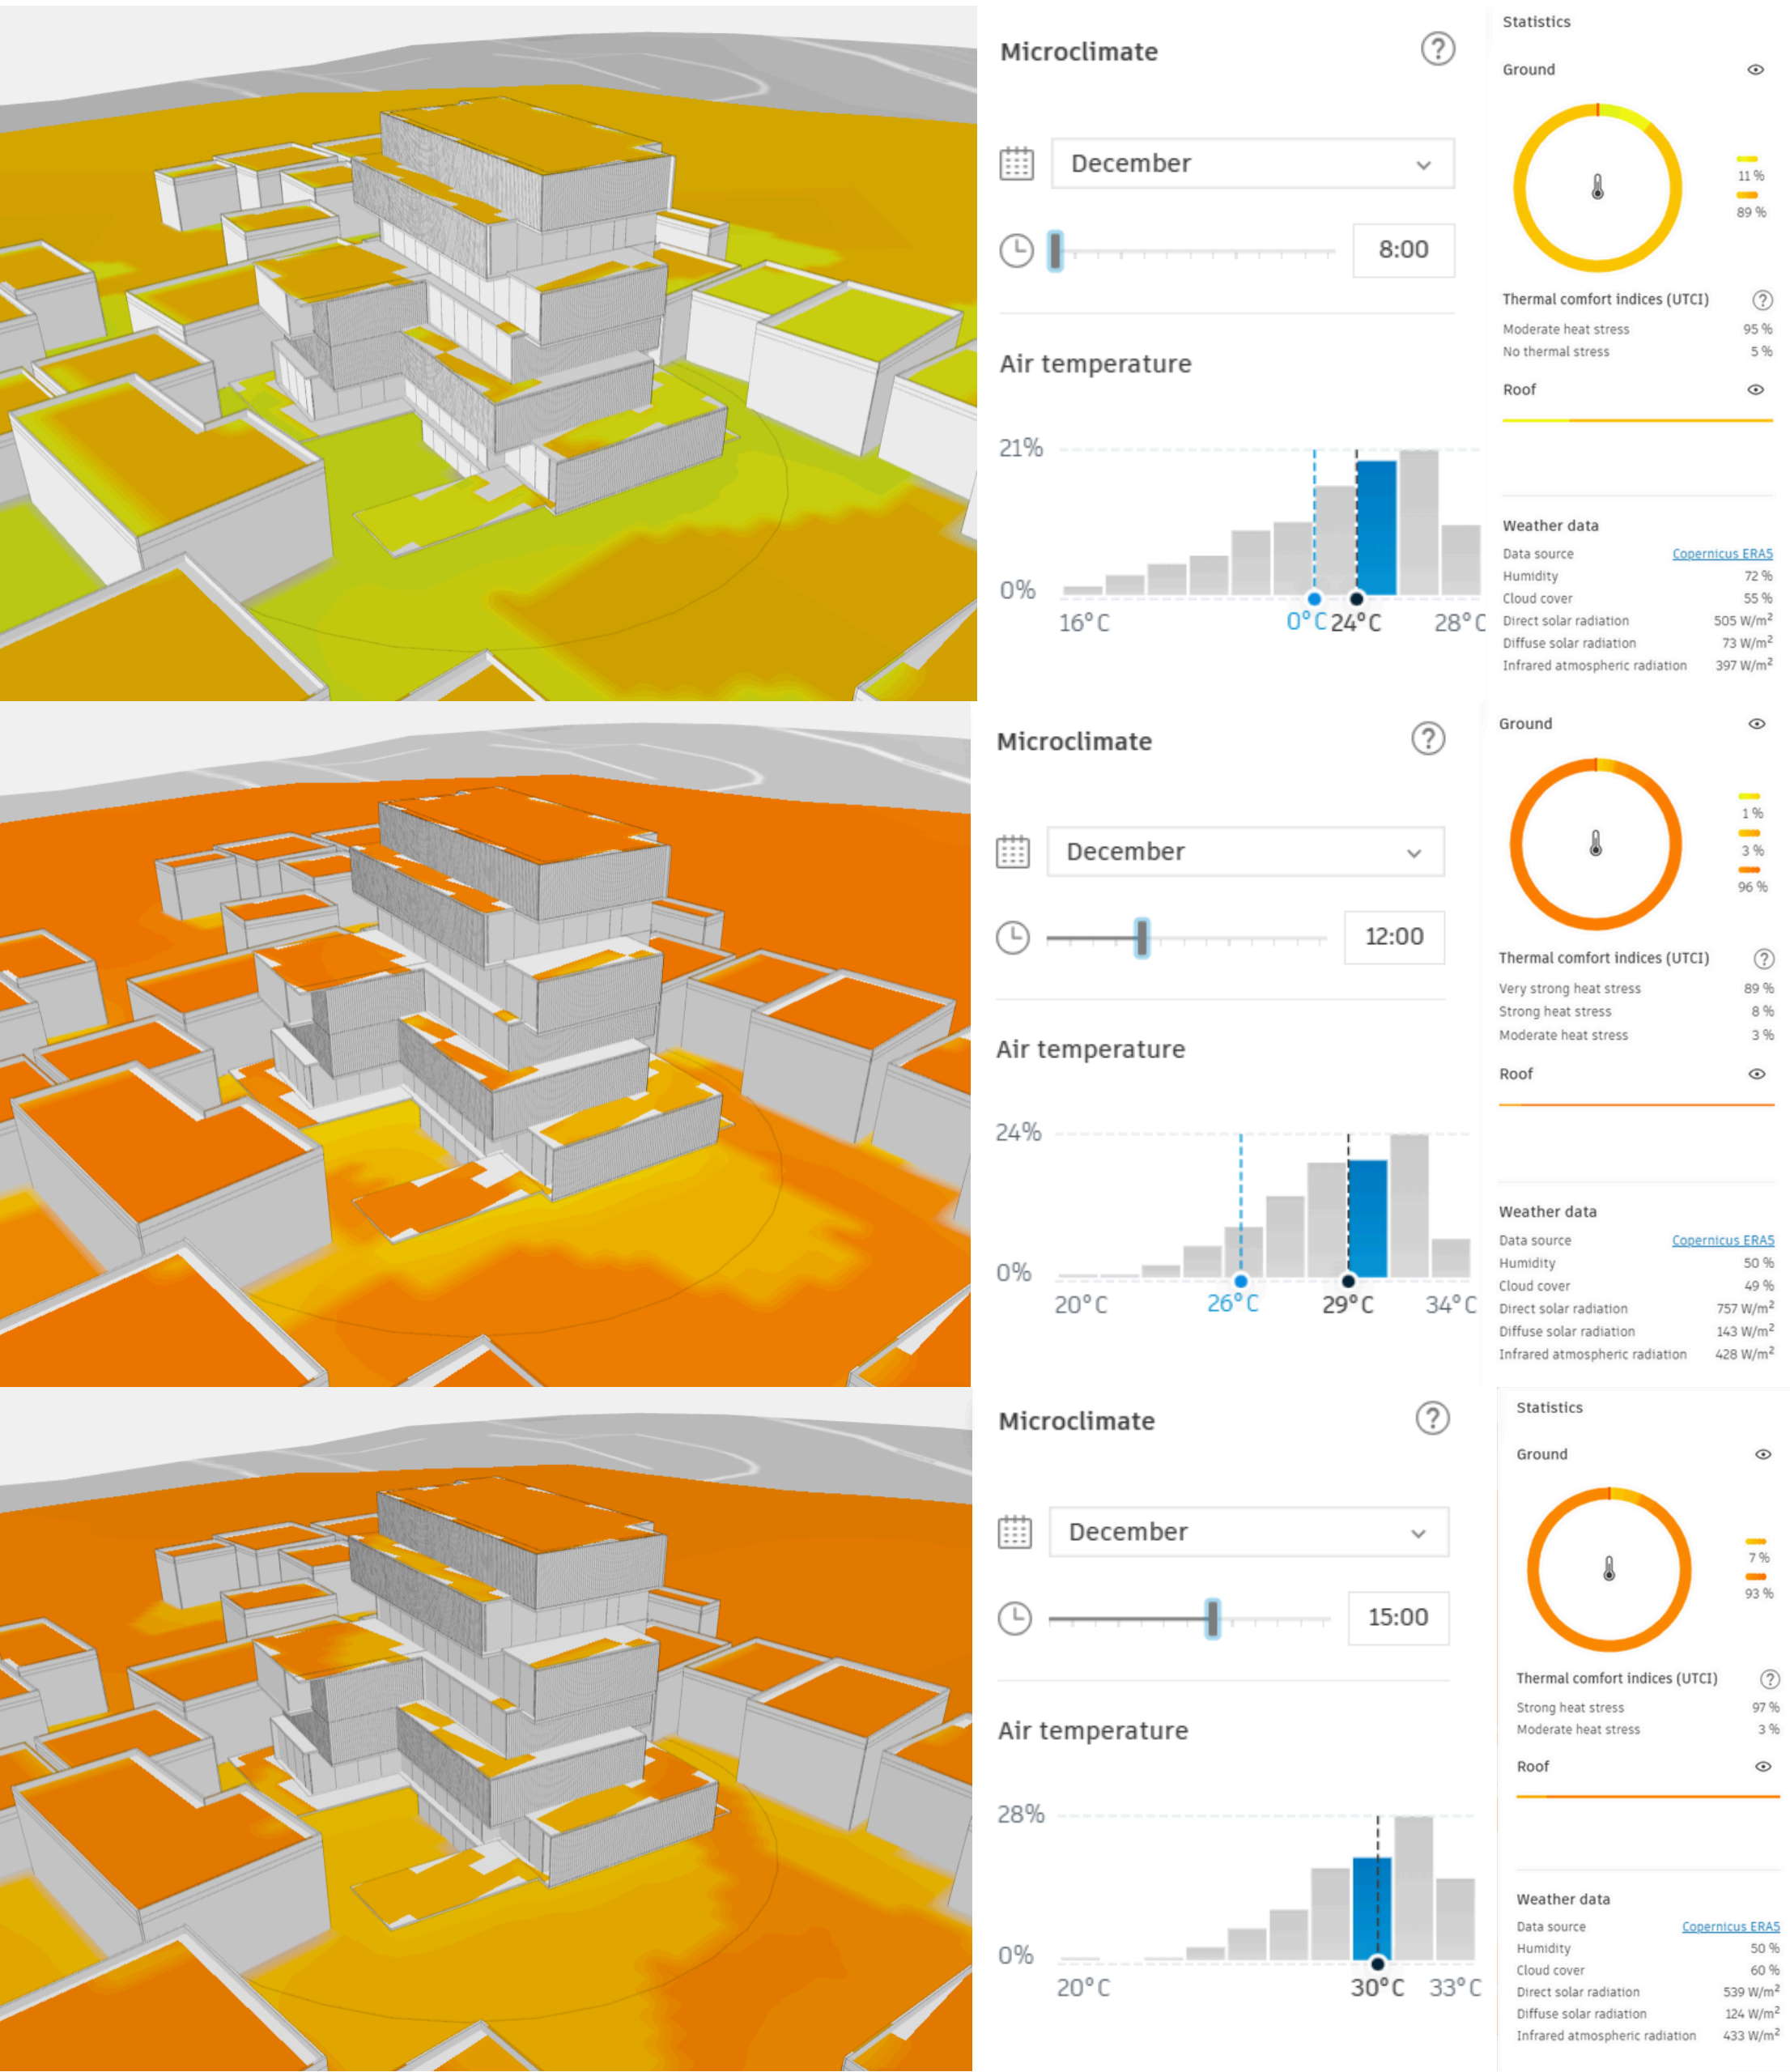 Microclimate
?
December
8:00
Air temperature
21%
0%
16°C
0°C
24°C
28°C
Statistics
Ground
11 %
89 %
Thermal comfort indices (UTCI)
?
Moderate heat stress 95 %
No thermal stress 5 %
Roof
Weather data
Data source Copernicus ERA5
Humidity 72 %
Cloud cover 55 %
Direct solar radiation 505 W/m²
Diffuse solar radiation 73 W/m²
Infrared atmospheric radiation 397 W/m²
Microclimate
?
December
12:00
Air temperature
24%
0%
20°C
26°C
29°C
34°C
Ground
1 %
3 %
96 %
Thermal comfort indices (UTCI)
?
Very strong heat stress 89 %
Strong heat stress 8 %
Moderate heat stress 3 %
Roof
Weather data
Data source Copernicus ERA5
Humidity 50 %
Cloud cover 49 %
Direct solar radiation 757 W/m²
Diffuse solar radiation 143 W/m²
Infrared atmospheric radiation 428 W/m²
Microclimate
?
December
15:00
Air temperature
28%
0%
20°C
30°C
33°C
Statistics
Ground
7 %
93 %
Thermal comfort indices (UTCI)
?
Strong heat stress 97 %
Moderate heat stress 3 %
Roof
Weather data
Data source Copernicus ERA5
Humidity 50 %
Cloud cover 60 %
Direct solar radiation 539 W/m²
Diffuse solar radiation 124 W/m²
Infrared atmospheric radiation 433 W/m²